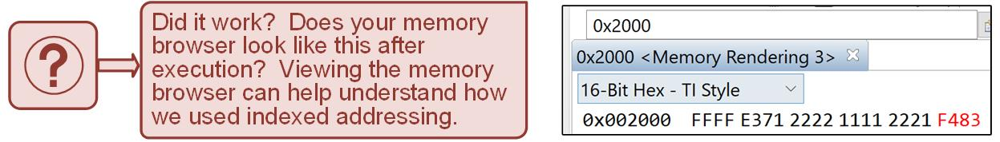 ?
Did it work?  Does your memory
browser look like this after
execution?  Viewing the memory
browser can help understand how
we used indexed addressing.
0x2000
0x2000 <Memory Rendering 3>
16-Bit Hex - TI Style
0x002000   FFFF E371 2222 1111 2221 F483